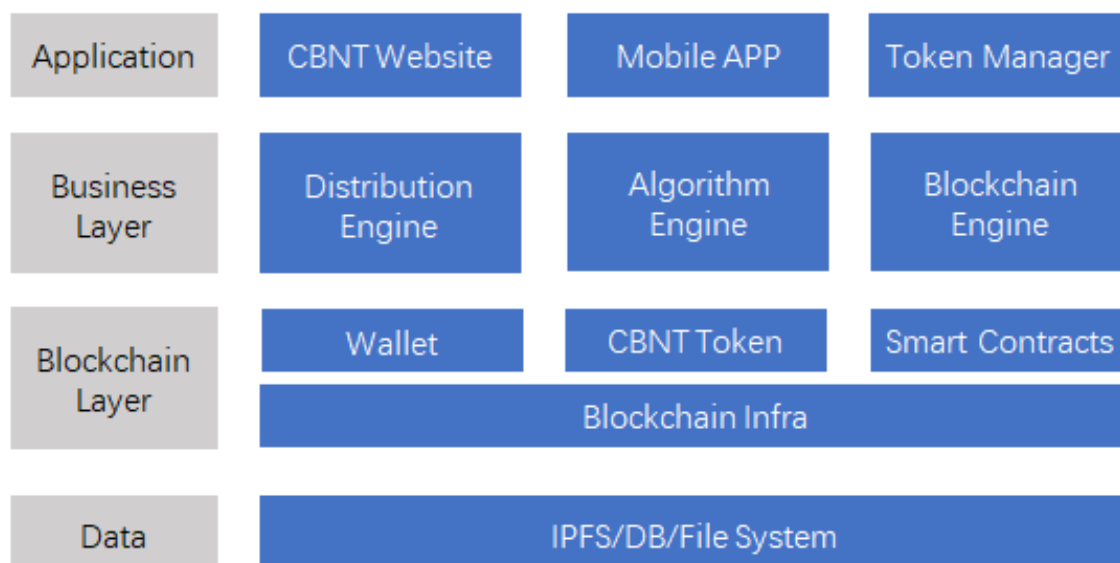 Application
CBNT Website
Mobile APP
Token Manager
Business
Layer
Distribution
Engine
Algorithm
Engine
Blockchain
Engine
Blockchain
Layer
Wallet
CBNT Token
Smart Contracts
Blockchain Infra
Data
IPFS/DB/File System